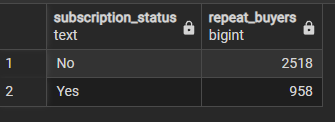 subscription_status repeat_buyers
text bigint
1 No 2518
2 Yes 958